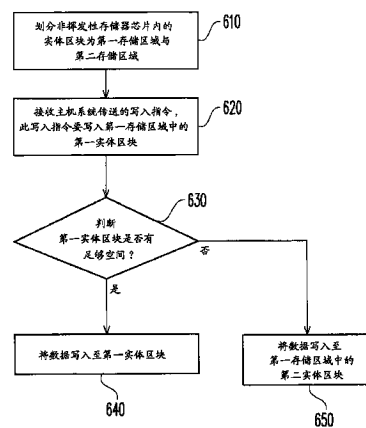 划分非挥发性存储器芯片内的
实体区块为第一存储区域与
第二存储区域
610
接收主机系统传送的写入指令，
此写入指令要写入第一存储区域中的
第一实体区块
620
630
判断
第一实体区块是否有
足够空间？
否
是
将数据写入至第一实体区块
640
将数据写入至
第一存储区域中的
第二实体区块
650